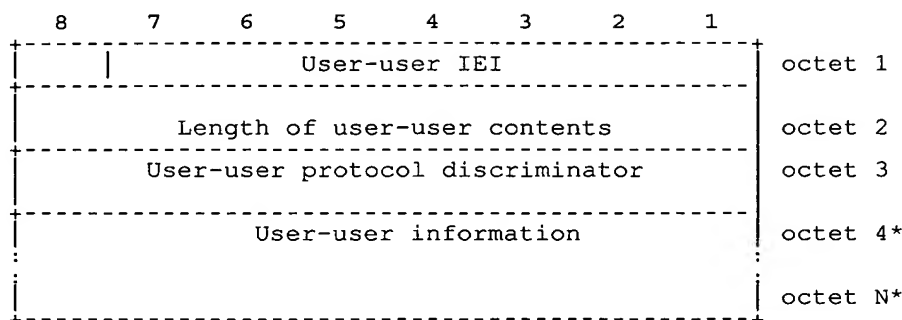 8 7 6 5 4 3 2 1
User-user IEI octet 1
Length of user-user contents octet 2
User-user protocol discriminator octet 3
User-user information octet 4*
octet N*